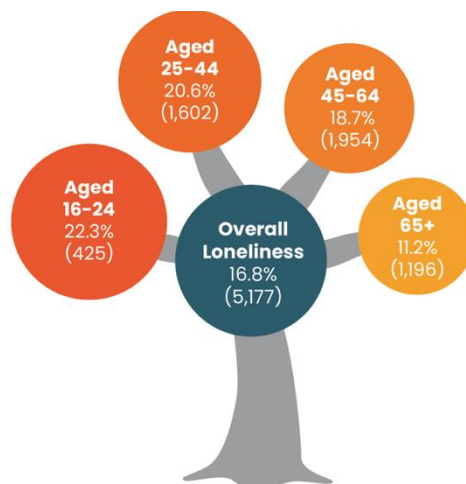 Aged
25-44
20.6%
(1,602)
Aged
45-64
18.7%
(1,954)
Aged
16-24
22.3%
(425)
Overall
Loneliness
16.8%
(5,177)
Aged
65+
11.2%
(1,196)